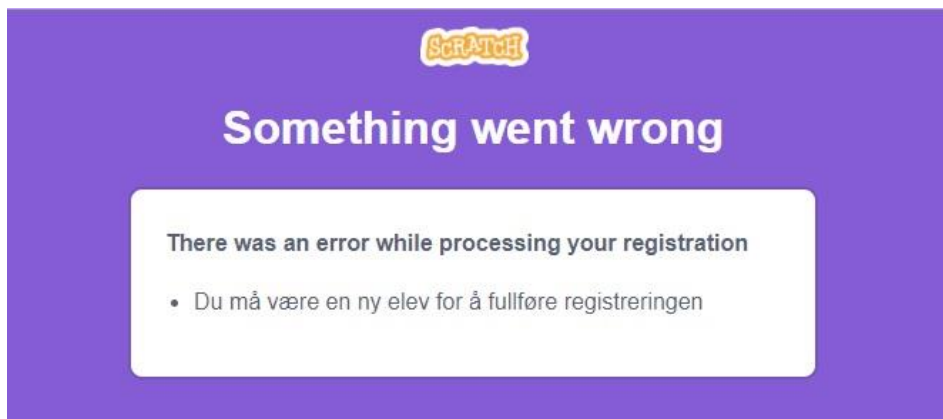 SCRATCH
Something went wrong
There was an error while processing your registration
• Du må være en ny elev for å fullføre registreringen